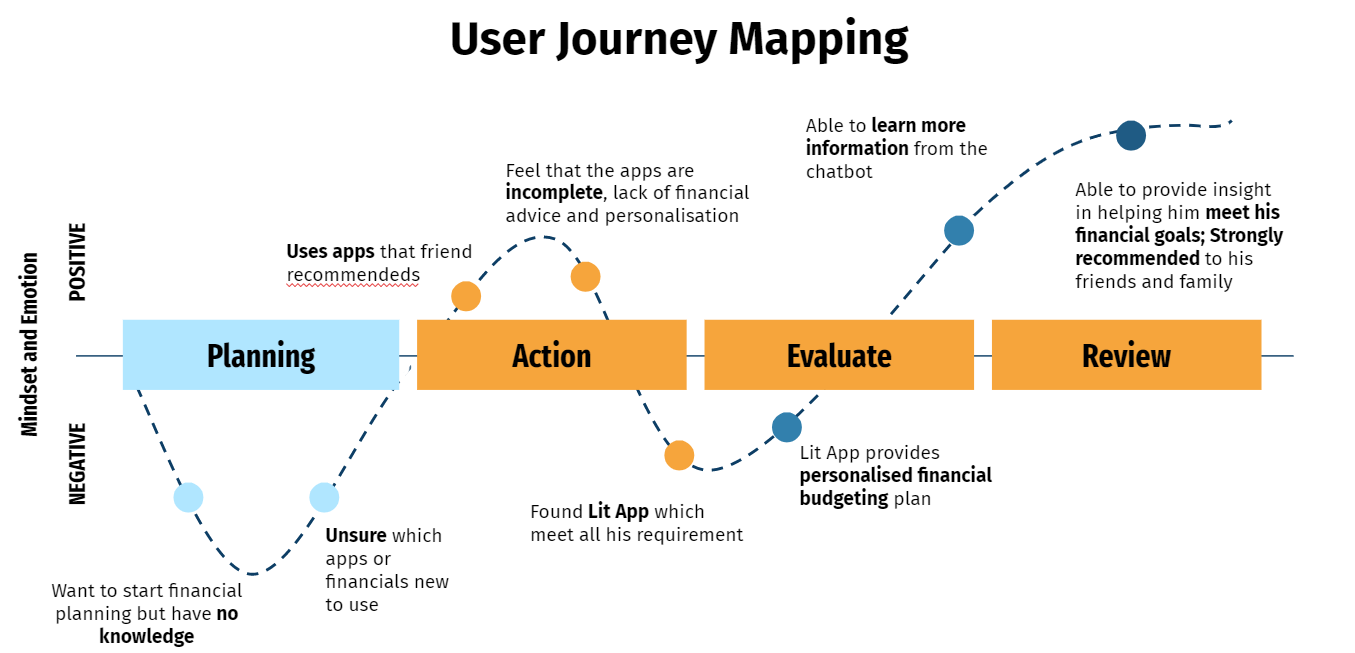 User Journey Mapping
Able to learn more
information from the
chatbot
Feel that the apps are
incomplete, lack of financial
advice and personalisation
Able to provide insight
in helping him meet his
financial goals; Strongly
recommended to his
friends and family
Uses apps that friend
recommendeds
Mindset and Emotion
POSITIVE
NEGATIVE
Planning
Action
Evaluate
Review
Lit App provides
personalised financial
budgeting plan
Found Lit App which
meet all his requirement
Unsure which
apps or
financials new
to use
Want to start financial
planning but have no
knowledge